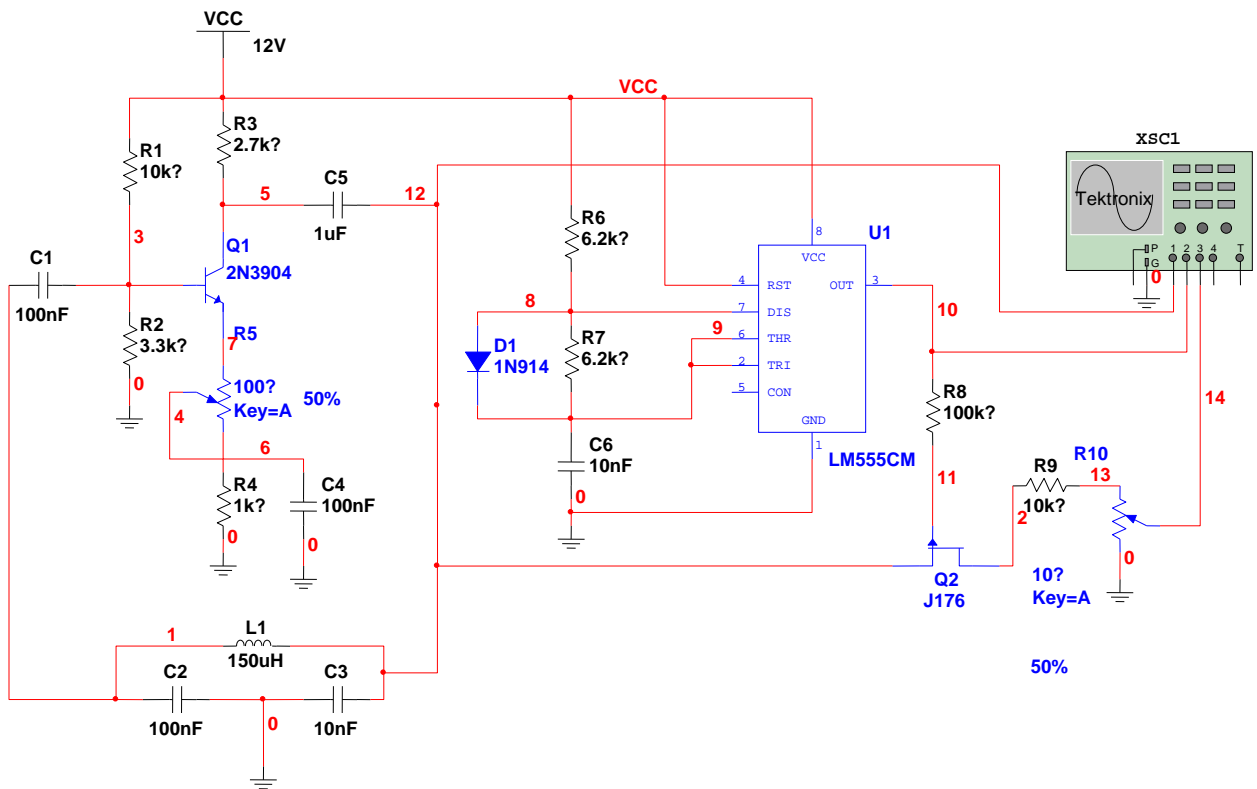 VCC
12V
VCC
R1
10k?
R3
2.7k?
XSC1
Tektronix
P
G
1 2 3 4 T
0
C5
5
12
1uF
3
R6
6.2k?
U1
8
VCC
Q1
2N3904
C1
100nF
4 RST OUT 3
7 DIS
6 THR
2 TRI
5 CON
GND
1
LM555CM
8
9
10
R2
3.3k?
0
R5
7
D1
1N914
R7
6.2k?
100?
Key=A
50%
4
R8
100k?
14
6
C6
10nF
0
11
R10
13
R9
10k?
2
0
R4
1k?
0
C4
100nF
0
Q2
J176
10?
Key=A
50%
1
L1
150uH
C2
100nF
C3
10nF
0